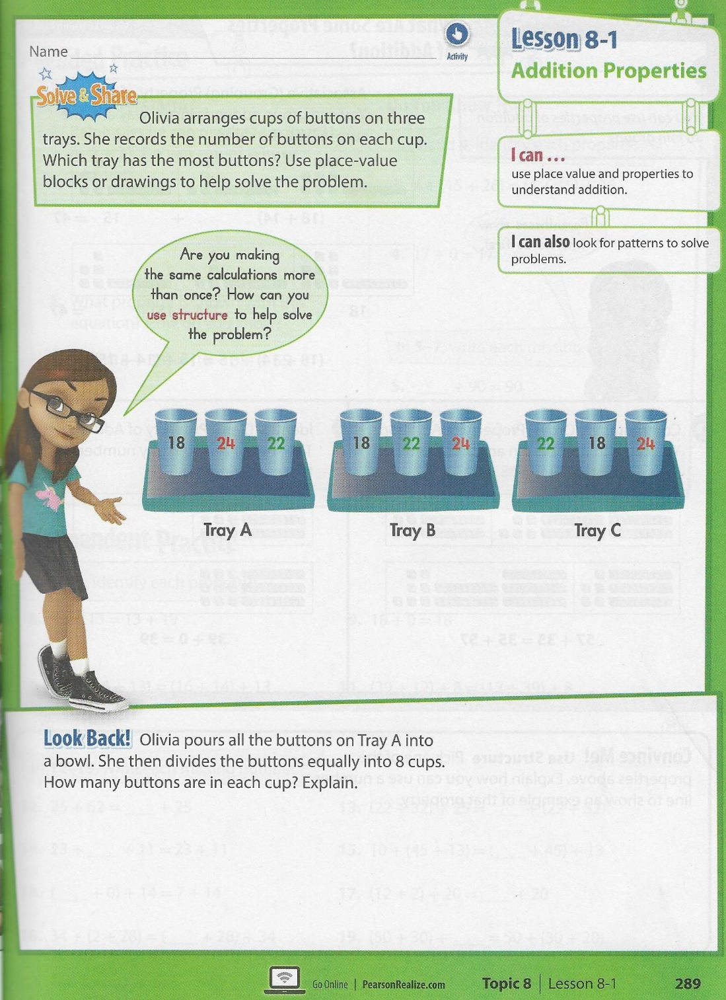 Name
Activity
Lesson 8-1
Addition Properties
Solve & Share
Olivia arranges cups of buttons on three
trays. She records the number of buttons on each cup.
Which tray has the most buttons? Use place-value
blocks or drawings to help solve the problem.
I can ...
use place value and properties to
understand addition.
I can also look for patterns to solve
problems.
Are you making
the same calculations more
than once? How can you
use structure to help solve
the problem?
18 24 22
18 22 24
22 18 24
Tray A
Tray B
Tray C
Look Back! Olivia pours all the buttons on Tray A into
a bowl. She then divides the buttons equally into 8 cups.
How many buttons are in each cup? Explain.
Go Online | PearsonRealize.com
Topic 8 | Lesson 8-1
289